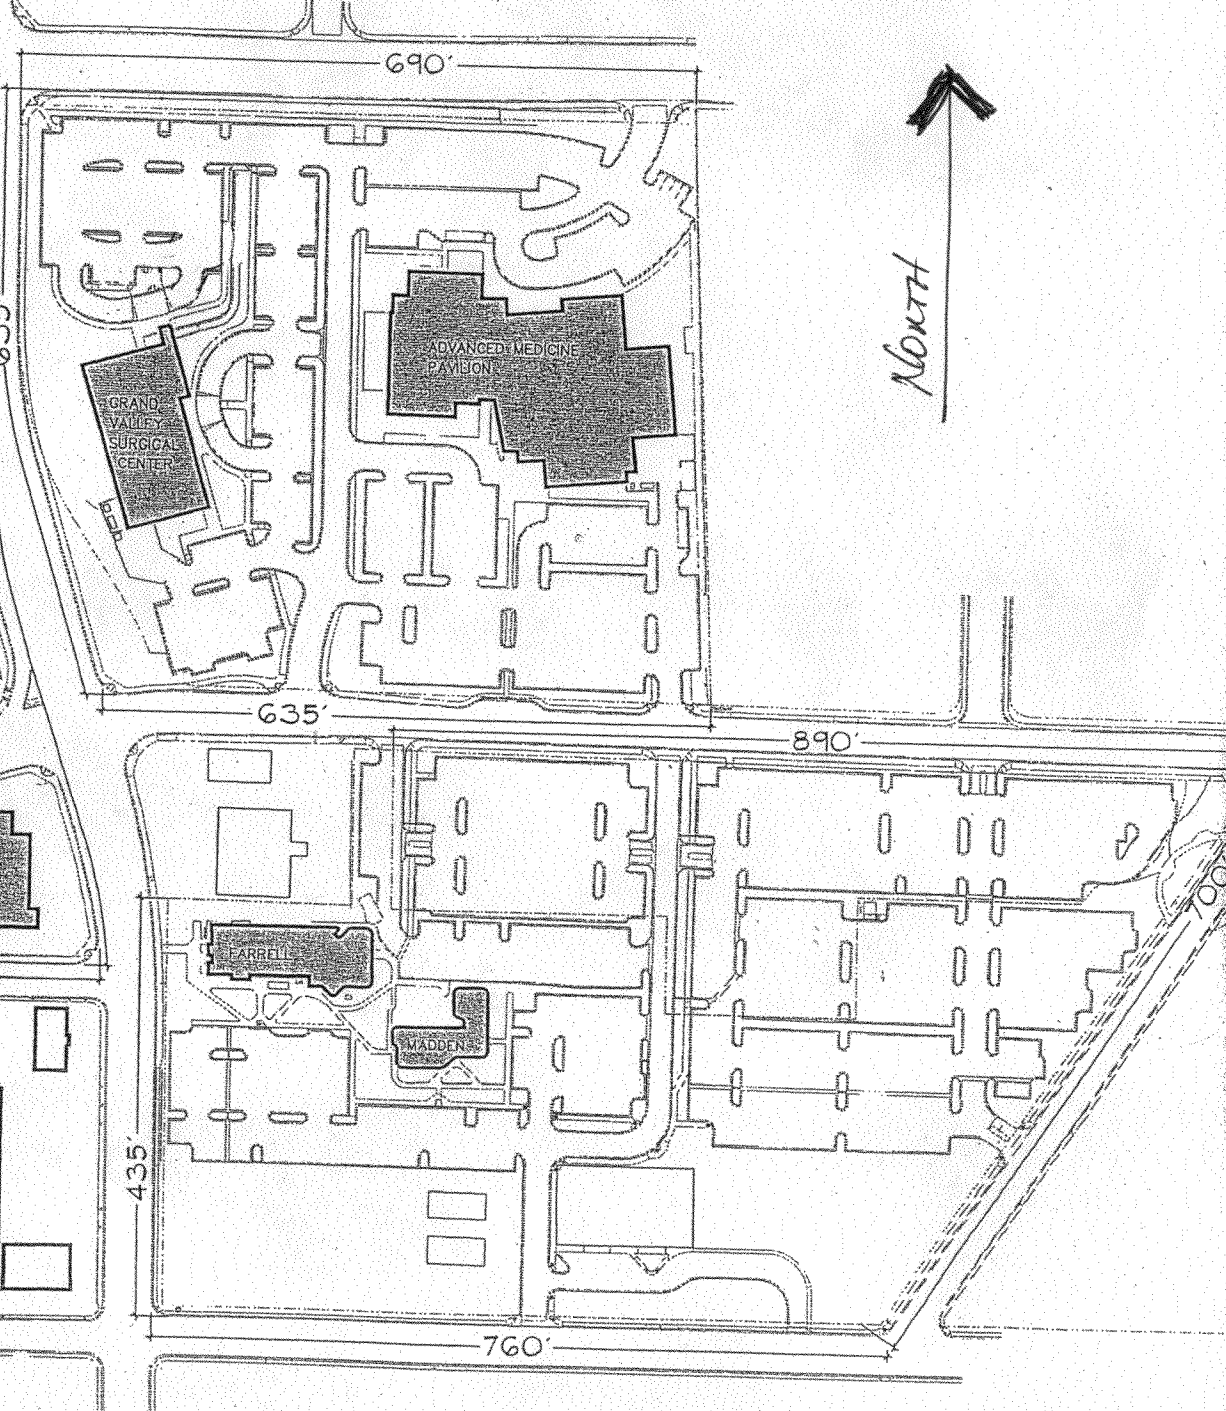 690'
NORTH
ADVANCED MEDICINE
PAVILION
GRAND
VALLEY
SURGICAL
CENTER
635'
890'
FARRELL
MADDEN
435'
760'